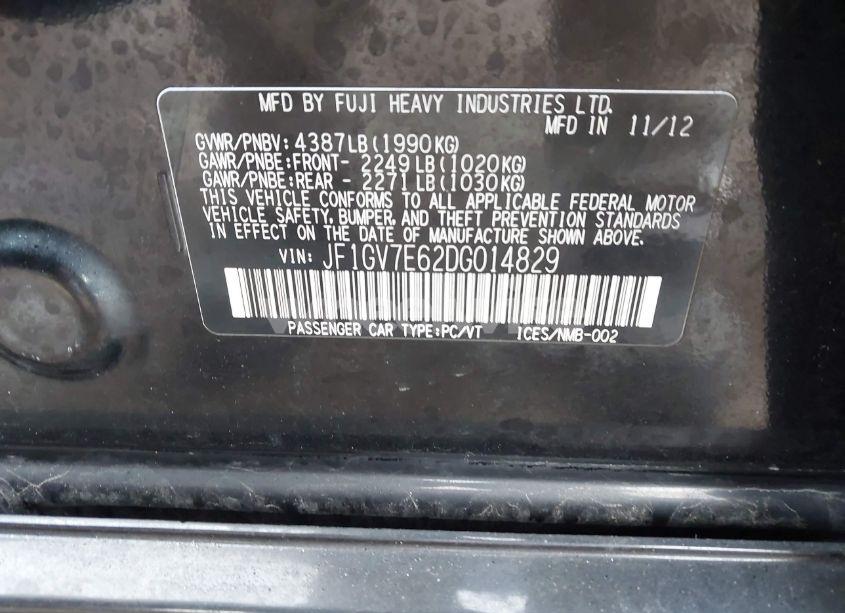 MFD BY FUJI HEAVY INDUSTRIES LTD.
MFD IN 11/12
GVWR/PNBV: 4387LB(1990KG)
GAWR/PNBE:FRONT- 2249LB(1020KG)
GAWR/PNBE:REAR - 2271LB(1030KG)
THIS VEHICLE CONFORMS TO ALL APPLICABLE FEDERAL MOTOR
VEHICLE SAFETY, BUMPER, AND THEFT PREVENTION STANDARDS
IN EFFECT ON THE DATE OF MANUFACTURE SHOWN ABOVE.
VIN: JF1GV7E62DG014829
PASSENGER CAR TYPE:PC/VT ICES/NMB-002